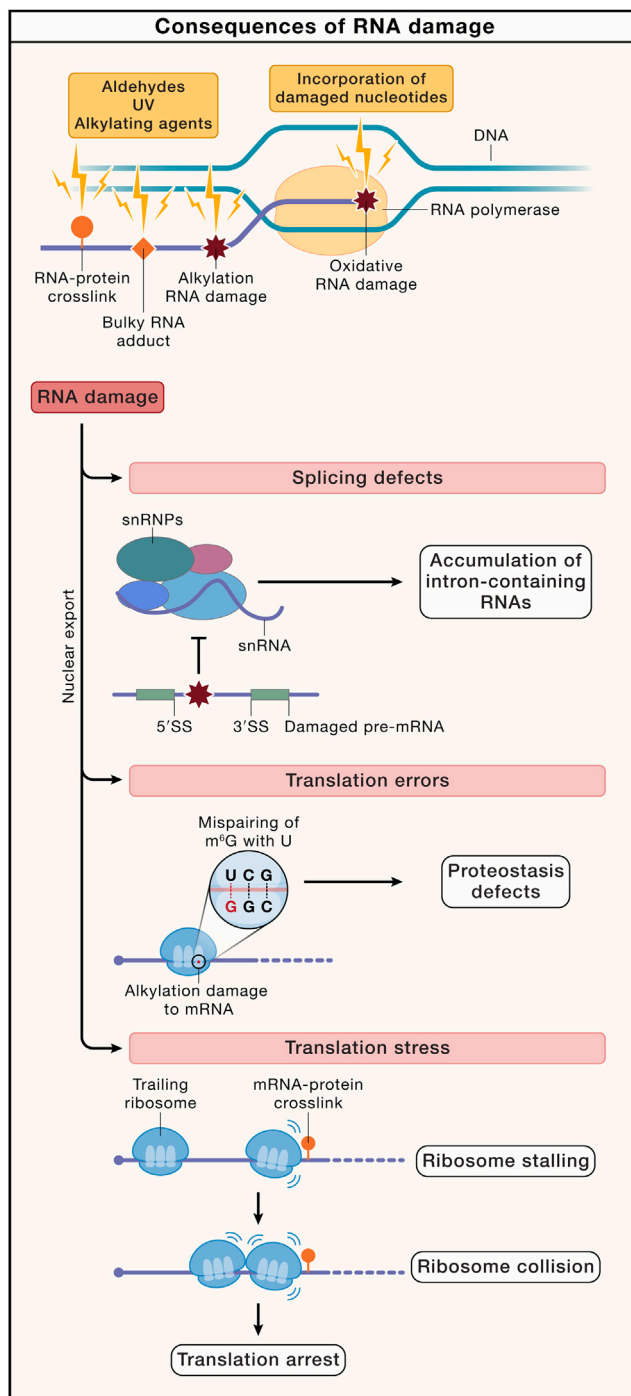 Consequences of RNA damage
Aldehydes
UV
Alkylating agents
Incorporation of
damaged nucleotides
DNA
RNA polymerase
RNA-protein
crosslink
Bulky RNA
adduct
Alkylation
RNA damage
Oxidative
RNA damage
RNA damage
Nuclear export
Splicing defects
snRNPs
snRNA
Accumulation of
intron-containing
RNAs
5′SS
3′SS
Damaged pre-mRNA
Translation errors
Mispairing of
m⁶G with U
U C G
G G C
Proteostasis
defects
Alkylation damage
to mRNA
Translation stress
Trailing
ribosome
mRNA-protein
crosslink
Ribosome stalling
Ribosome collision
Translation arrest